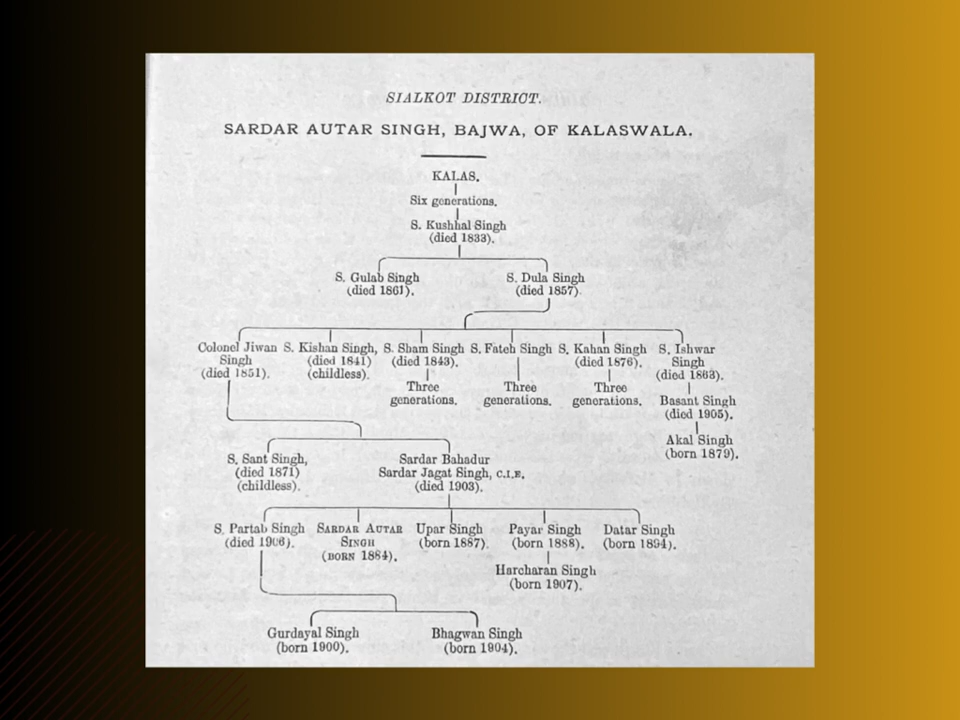 SIALKOT DISTRICT.
SARDAR AUTAR SINGH, BAJWA, OF KALASWALA.
KALAS.
Six generations.
S. Kushhal Singh
(died 1833).
S. Gulab Singh
(died 1861).
S. Dula Singh
(died 1857)
Colonel Jiwan
Singh
(died 1851).
S. Kishan Singh,
(died 1841)
(childless).
S. Sham Singh
(died 1843).
Three
generations.
S. Fateh Singh
Three
generations.
S. Kahan Singh
(died 1876).
Three
generations.
S. Ishwar
Singh
(died 1863).
Basant Singh
(died 1905).
Akal Singh
(born 1879).
S. Sant Singh,
(died 1871)
(childless).
Sardar Bahadur
Sardar Jagat Singh, C.I.E.
(died 1903).
S. Partab Singh
(died 1906).
SARDAR AUTAR
SINGH
(BORN 1884).
Upar Singh
(born 1887).
Payar Singh
(born 1888).
Harcharan Singh
(born 1907).
Datar Singh
(born 1894).
Gurdayal Singh
(born 1900).
Bhagwan Singh
(born 1904).